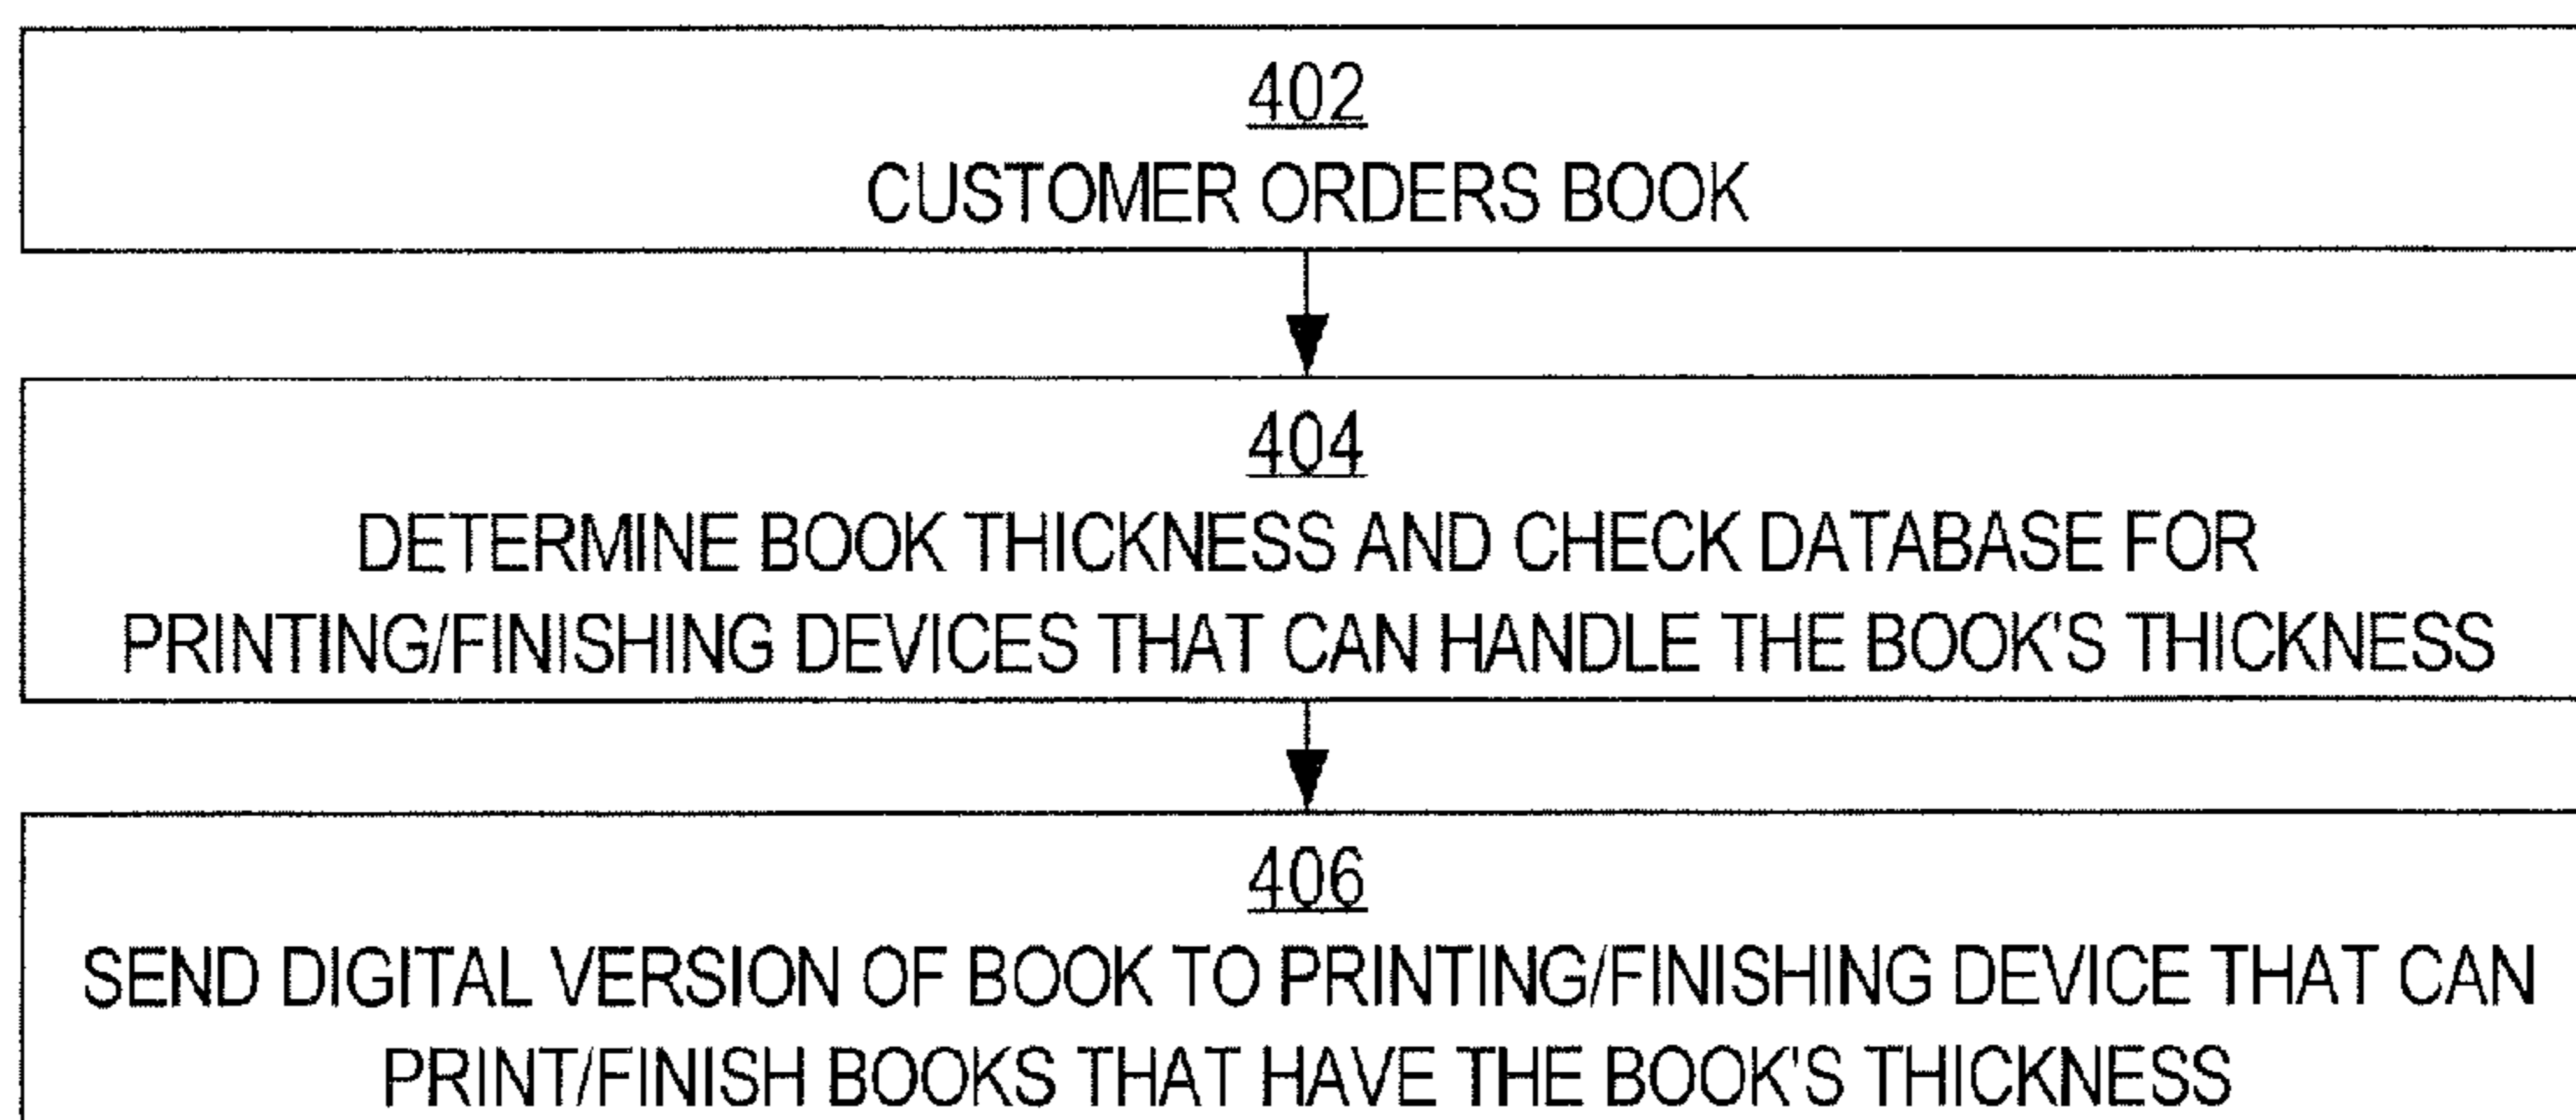 402
CUSTOMER ORDERS BOOK
404
DETERMINE BOOK THICKNESS AND CHECK DATABASE FOR
PRINTING/FINISHING DEVICES THAT CAN HANDLE THE BOOK'S THICKNESS
406
SEND DIGITAL VERSION OF BOOK TO PRINTING/FINISHING DEVICE THAT CAN
PRINT/FINISH BOOKS THAT HAVE THE BOOK'S THICKNESS